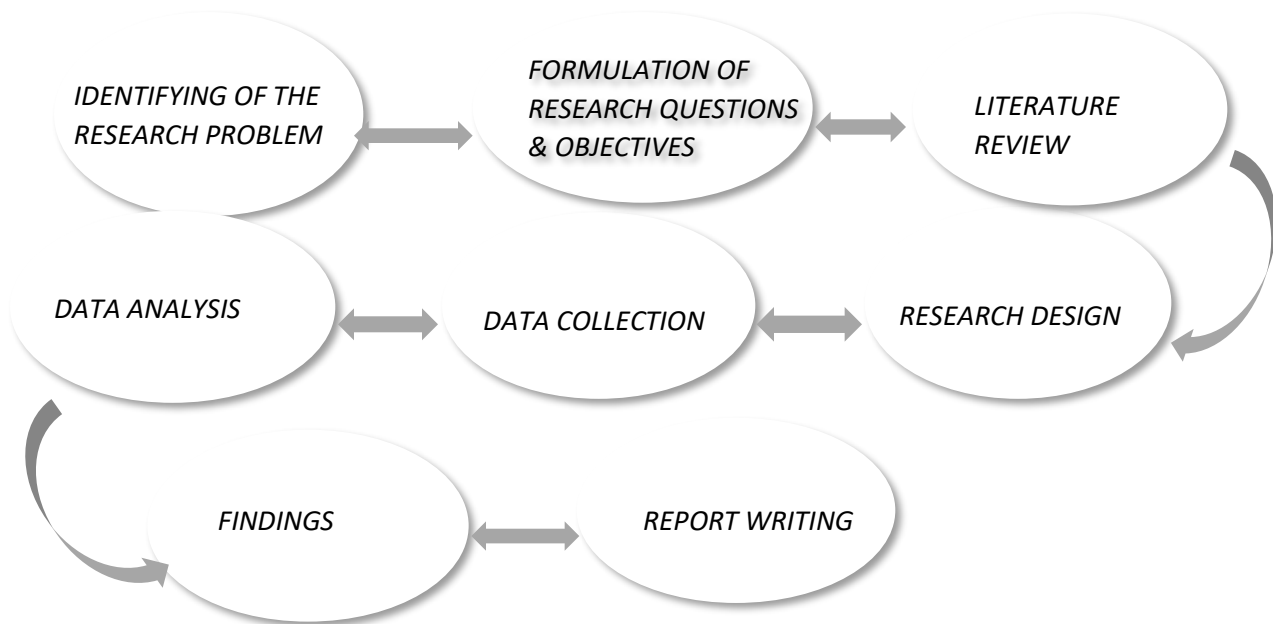 IDENTIFYING OF THE
RESEARCH PROBLEM
FORMULATION OF
RESEARCH QUESTIONS
& OBJECTIVES
LITERATURE
REVIEW
RESEARCH DESIGN
DATA COLLECTION
DATA ANALYSIS
FINDINGS
REPORT WRITING